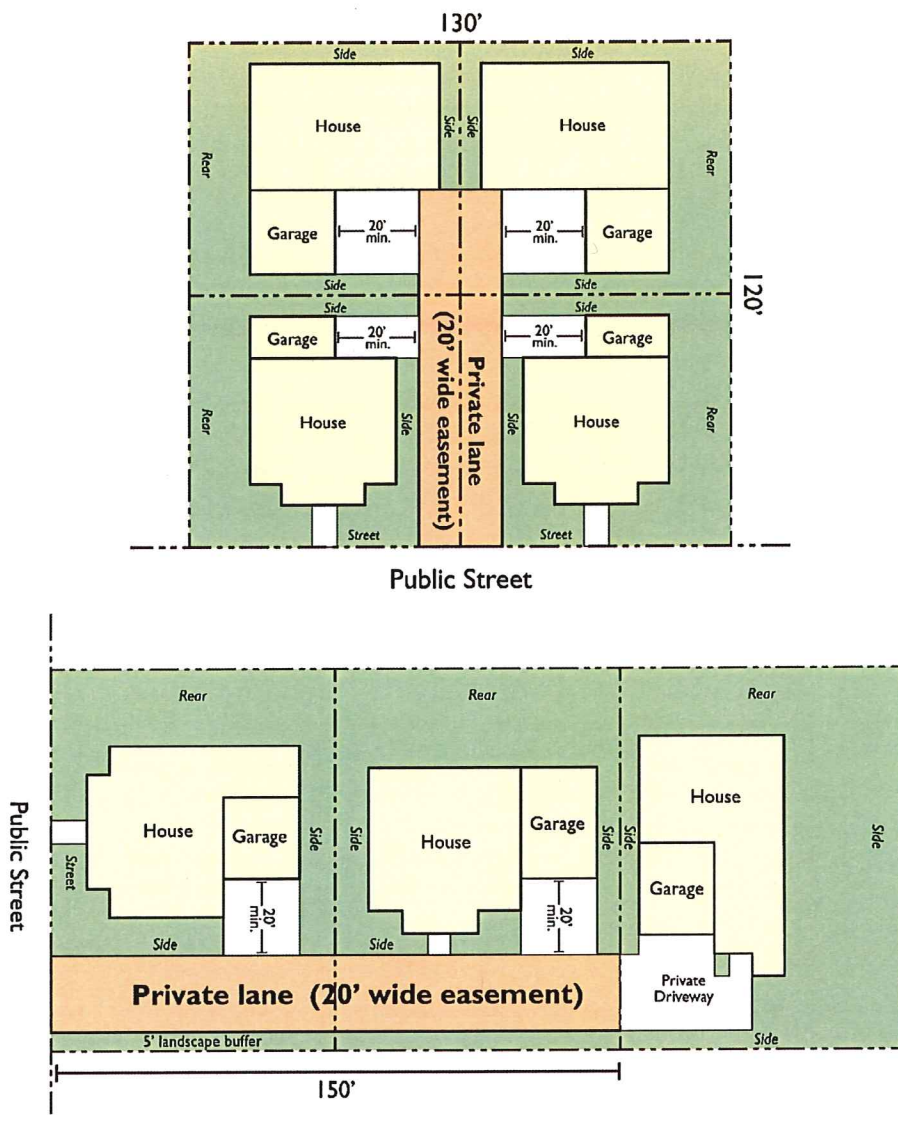 130'
Side Side
House House
Side Side
Rear Rear
Garage 20' min. 20' min. Garage
Side Side
120'
Side Side
Garage 20' min. 20' min. Garage
Private lane
(20' wide easement)
House House
Side Side
Rear Rear
Street Street
Public Street
Rear Rear Rear
House
Public Street
House Garage Side Side House Garage Side Side Side
Street
Garage
20' min. 20' min.
Side Side
Private lane (20' wide easement)
Private
Driveway
5' landscape buffer Side
150'